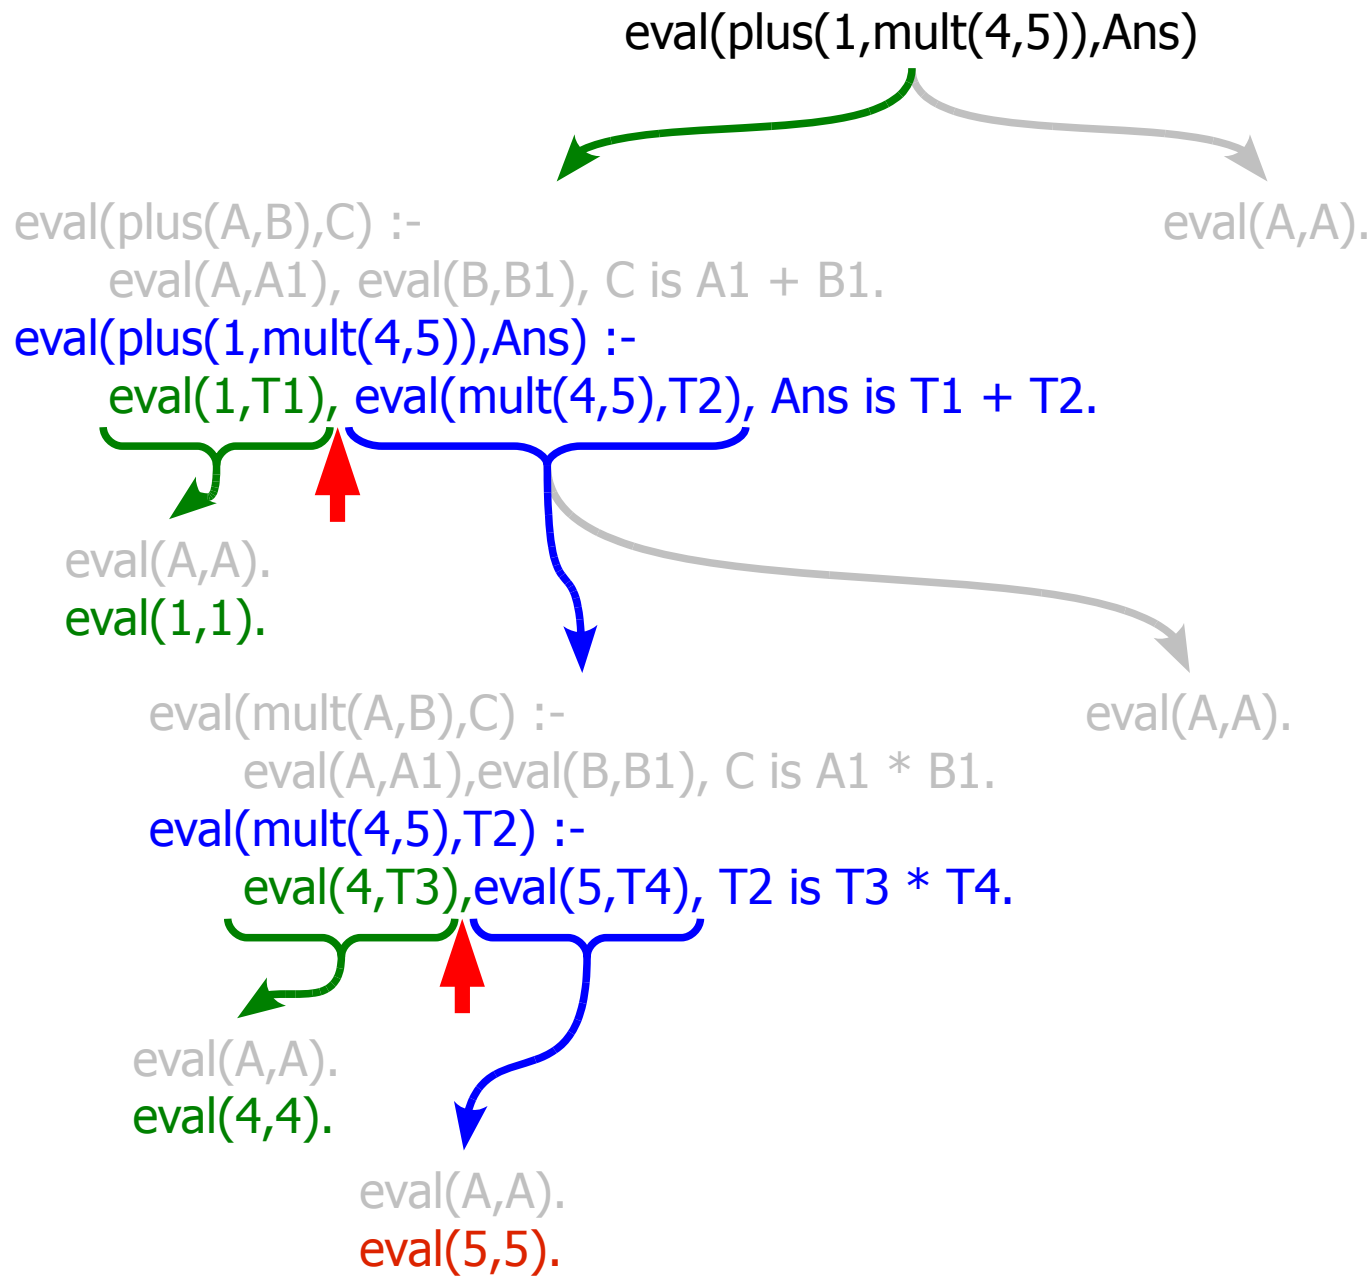 eval(plus(1,mult(4,5)),Ans)
eval(plus(A,B),C) :-
eval(A,A).
eval(A,A1), eval(B,B1), C is A1 + B1.
eval(plus(1,mult(4,5)),Ans) :-
eval(1,T1), eval(mult(4,5),T2), Ans is T1 + T2.
eval(A,A).
eval(1,1).
eval(mult(A,B),C) :-
eval(A,A).
eval(A,A1),eval(B,B1), C is A1 * B1.
eval(mult(4,5),T2) :-
eval(4,T3),eval(5,T4), T2 is T3 * T4.
eval(A,A).
eval(4,4).
eval(A,A).
eval(5,5).